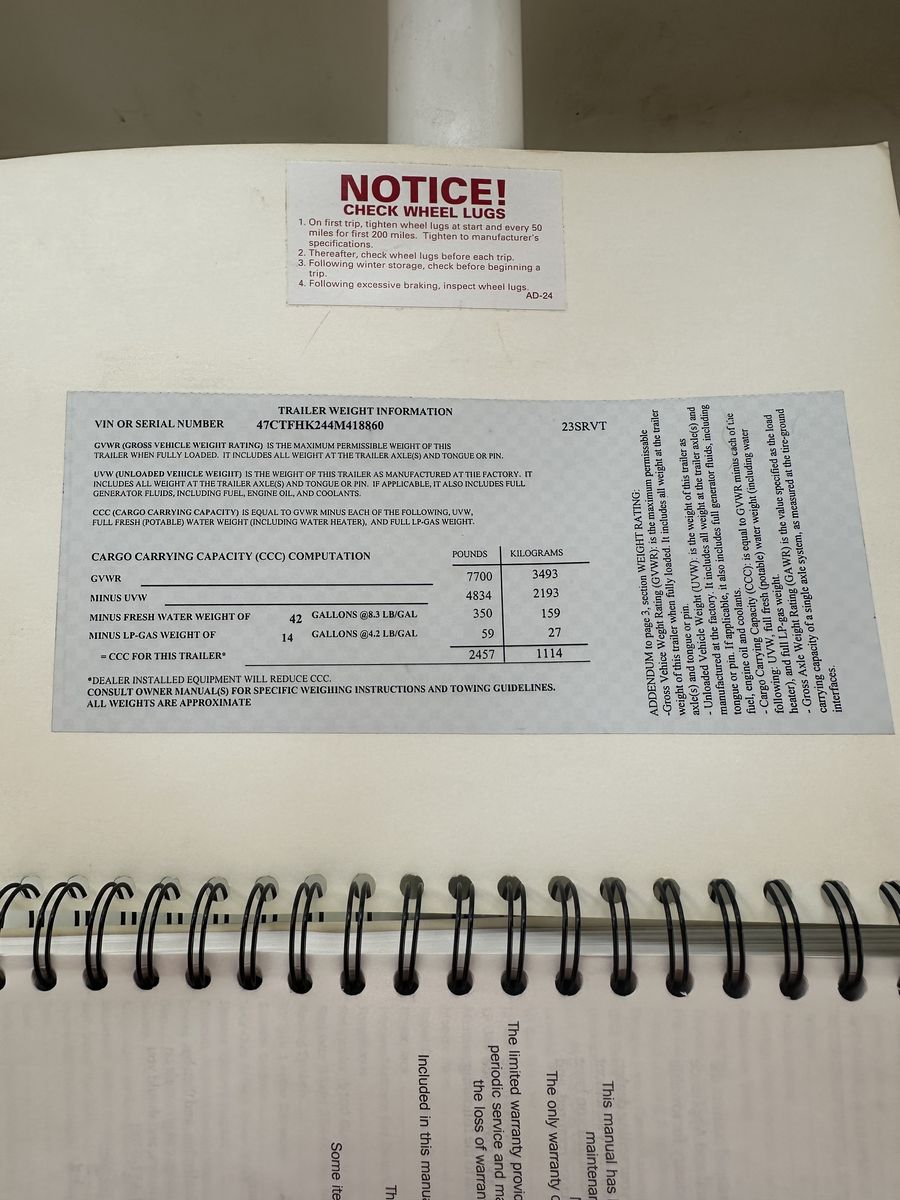 NOTICE!
CHECK WHEEL LUGS
1. On first trip, tighten wheel lugs at start and every 50
miles for first 200 miles. Tighten to manufacturer's
specifications.
2. Thereafter, check wheel lugs before each trip.
3. Following winter storage, check before beginning a
trip.
4. Following excessive braking, inspect wheel lugs.
AD-24
TRAILER WEIGHT INFORMATION
VIN OR SERIAL NUMBER 47CTFHK244M418860 23SRVT
GVWR (GROSS VEHICLE WEIGHT RATING) IS THE MAXIMUM PERMISSIBLE WEIGHT OF THIS
TRAILER WHEN FULLY LOADED. IT INCLUDES ALL WEIGHT AT THE TRAILER AXLE(S) AND TONGUE OR PIN.
UVW (UNLOADED VEHICLE WEIGHT) IS THE WEIGHT OF THIS TRAILER AS MANUFACTURED AT THE FACTORY. IT
INCLUDES ALL WEIGHT AT THE TRAILER AXLE(S) AND TONGUE OR PIN. IF APPLICABLE, IT ALSO INCLUDES FULL
GENERATOR FLUIDS, INCLUDING FUEL, ENGINE OIL, AND COOLANTS.
CCC (CARGO CARRYING CAPACITY) IS EQUAL TO GVWR MINUS EACH OF THE FOLLOWING, UVW,
FULL FRESH (POTABLE) WATER WEIGHT (INCLUDING WATER HEATER), AND FULL LP-GAS WEIGHT.
CARGO CARRYING CAPACITY (CCC) COMPUTATION POUNDS KILOGRAMS
GVWR 7700 3493
MINUS UVW 4834 2193
MINUS FRESH WATER WEIGHT OF 42 GALLONS @8.3 LB/GAL 350 159
MINUS LP-GAS WEIGHT OF 14 GALLONS @4.2 LB/GAL 59 27
= CCC FOR THIS TRAILER* 2457 1114
*DEALER INSTALLED EQUIPMENT WILL REDUCE CCC.
CONSULT OWNER MANUAL(S) FOR SPECIFIC WEIGHING INSTRUCTIONS AND TOWING GUIDELINES.
ALL WEIGHTS ARE APPROXIMATE
ADDENDUM to page 3, section WEIGHT RATING:
-Gross Vehice Weght Rating (GVWR): is the maximum permissable
weight of this trailer when fully loaded. It includes all weight at the trailer
axle(s) and tongue or pin.
- Unloaded Vehicle Weight (UVW): is the weight of this trailer as
manufactured at the factory. It includes all weight at the trailer axle(s) and
tongue or pin. If applicable, it also includes full generator fluids, including
fuel, engine oil and coolants.
- Cargo Carrying Capacity (CCC): is equal to GVWR minus each of the
following: UVW, full fresh (potable) water weight (including water
heater), and full LP-gas weight.
- Gross Axle Weight Rating (GAWR) is the value specified as the load
carrying capacity of a single axle system, as measured at the tire-ground
interfaces.
This manual has
maintenan
The only warranty
The limited warranty provid
periodic service and ma
the loss of warran
Included in this manua
Th
Some ite